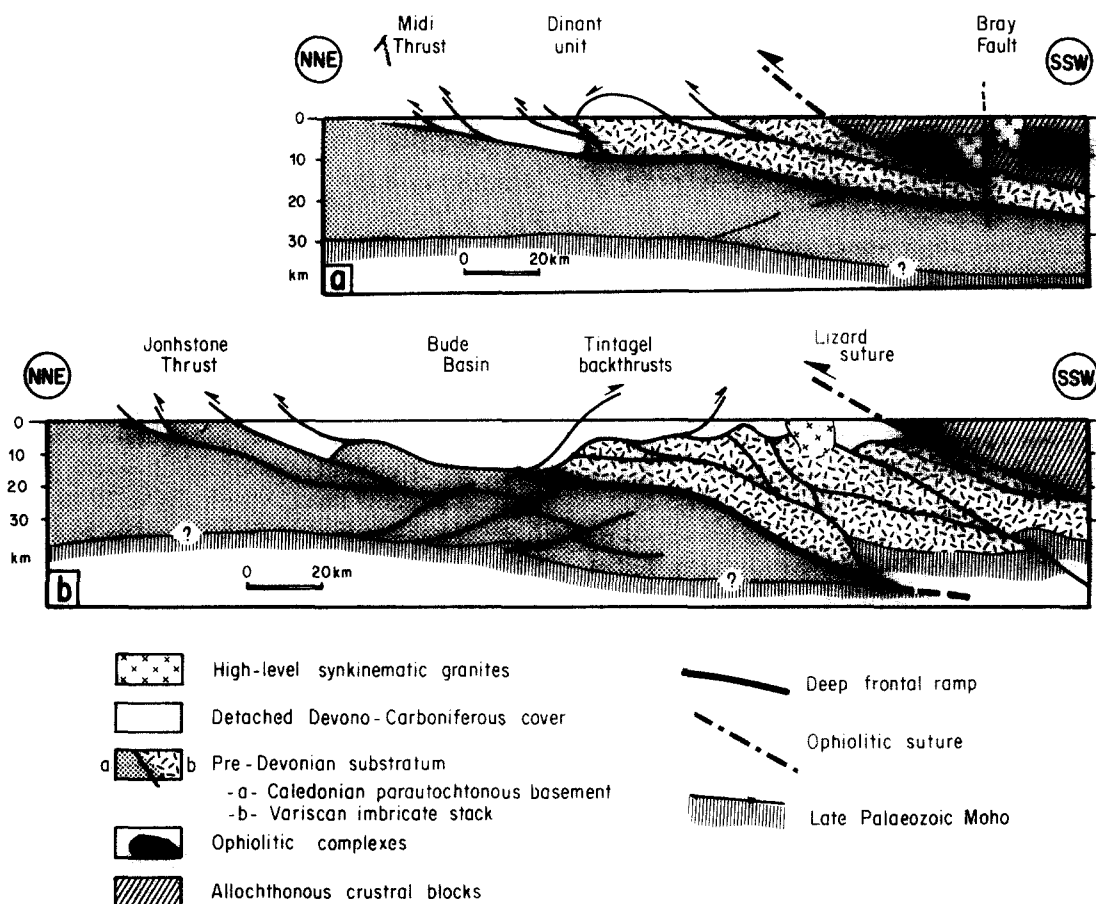 Midi
Thrust
Dinant
unit
Bray
Fault
NNE
SSW
0
10
20
30
km
0 20km
?
a
Jonhstone
Thrust
Bude
Basin
Tintagel
backthrusts
Lizard
suture
NNE
SSW
0
10
20
30
km
?
?
0 20km
b
High-level synkinematic granites
Detached Devono-Carboniferous cover
a b Pre-Devonian substratum
-a- Caledonian parautochtonous basement
-b- Variscan imbricate stack
Ophiolitic complexes
Allochthonous crustral blocks
Deep frontal ramp
Ophiolitic suture
Late Palaeozoic Moho